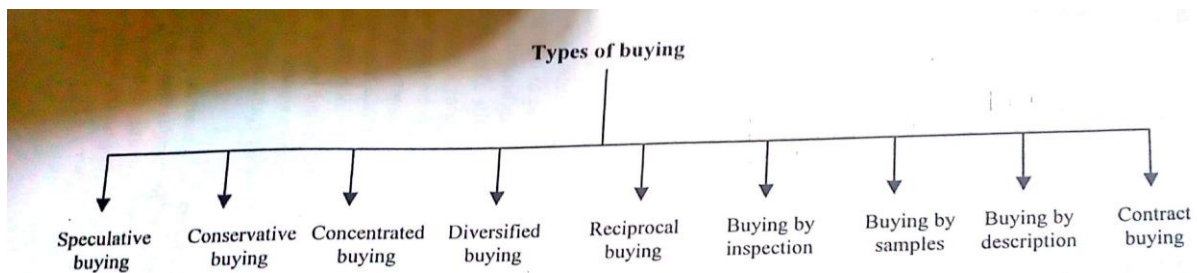 Types of buying
Speculative
buying
Conservative
buying
Concentrated
buying
Diversified
buying
Reciprocal
buying
Buying by
inspection
Buying by
samples
Buying by
description
Contract
buying